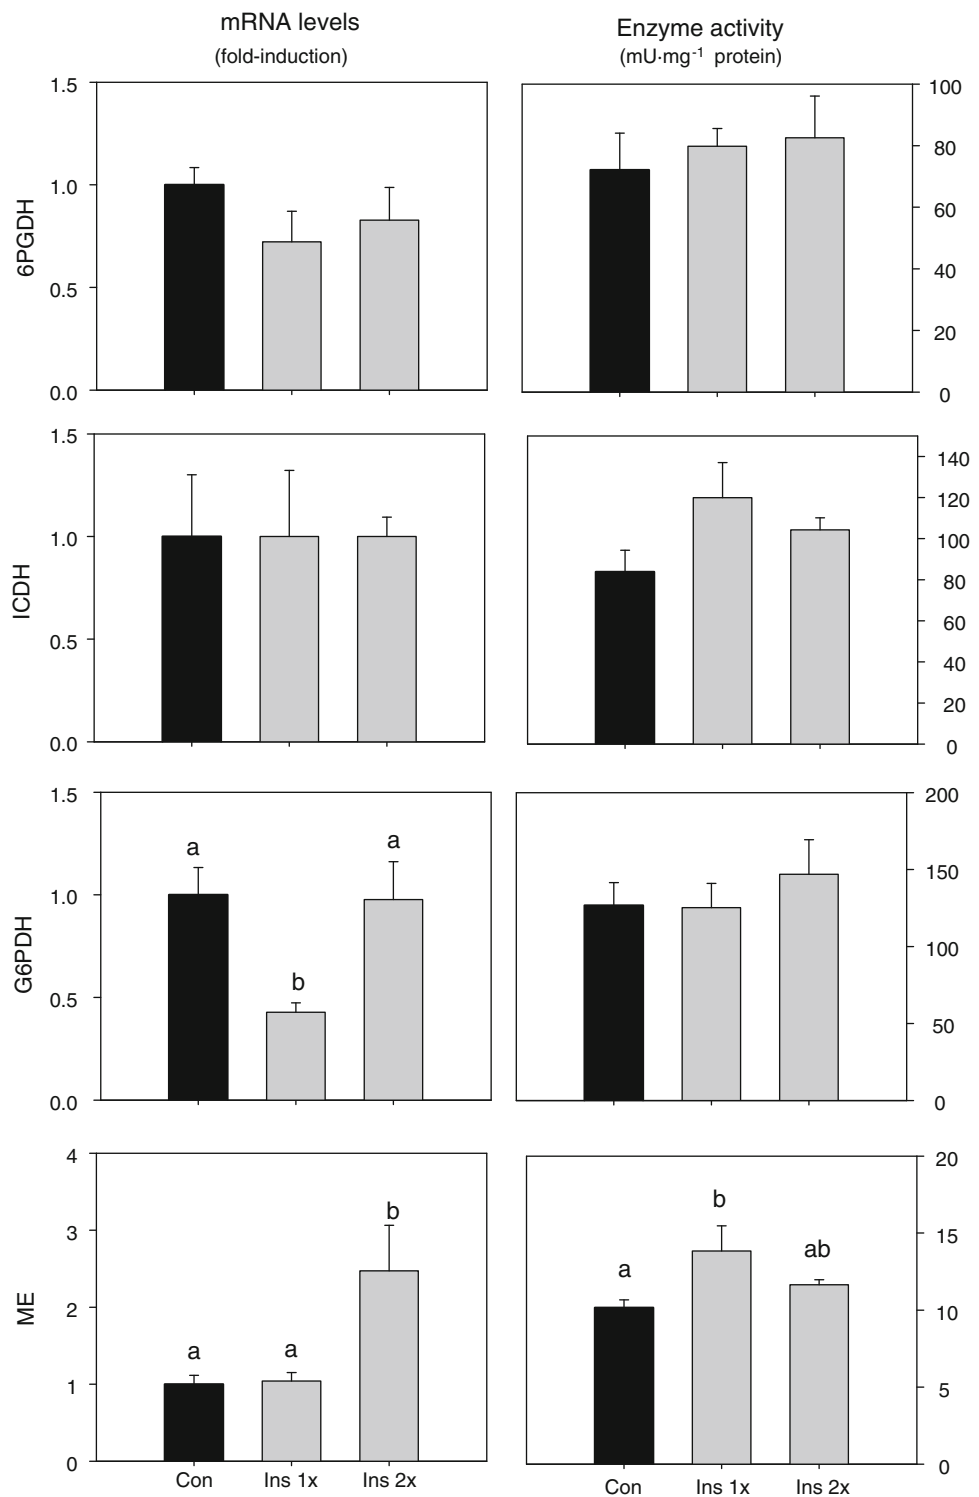 mRNA levels
(fold-induction)
Enzyme activity
(mU·mg-1 protein)
6PGDH
1.5
1.0
0.5
0.0
100
80
60
40
20
0
ICDH
1.5
1.0
0.5
0.0
140
120
100
80
60
40
20
0
G6PDH
1.5
1.0
0.5
0.0
a
b
a
200
150
100
50
0
ME
4
3
2
1
0
a
a
b
Con
Ins 1x
Ins 2x
a
b
ab
20
15
10
5
0
Con
Ins 1x
Ins 2x